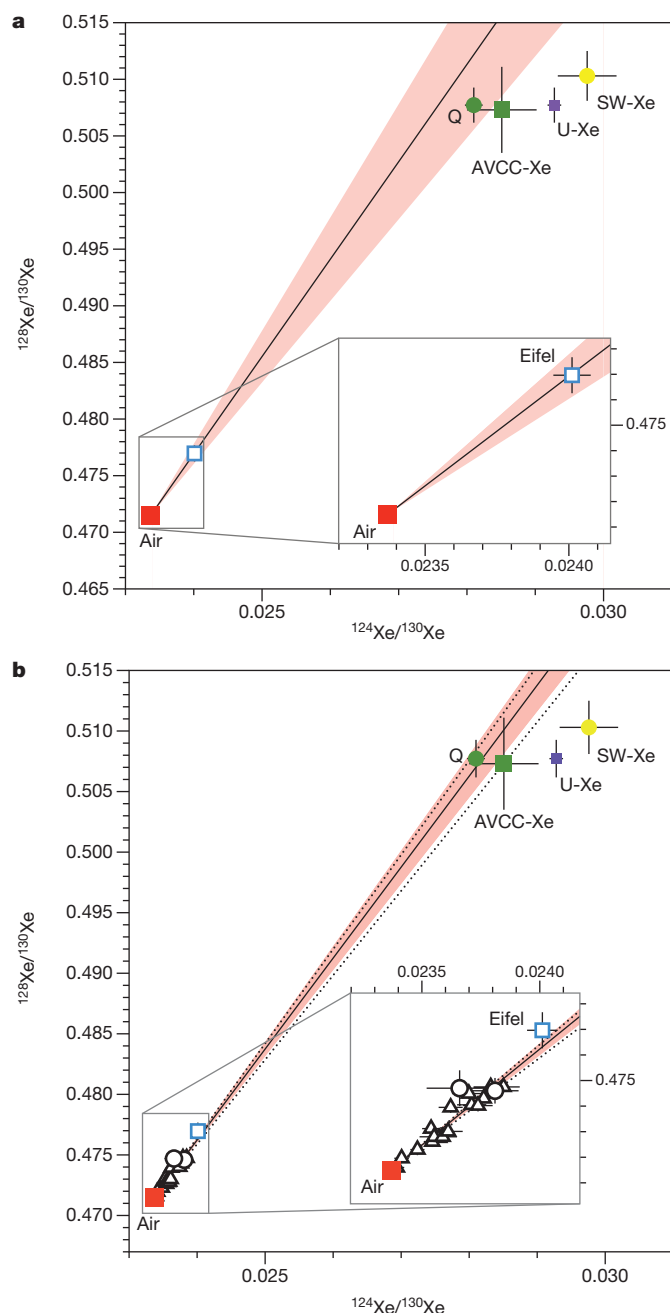 a
0.515
0.510
0.505
0.500
0.495
0.490
0.485
0.480
0.475
0.470
0.465
¹²⁸Xe/¹³⁰Xe
Q
AVCC-Xe
U-Xe
SW-Xe
Eifel
0.475
Air
Air
0.0235
0.0240
0.025
0.030
¹²⁴Xe/¹³⁰Xe
b
0.515
0.510
0.505
0.500
0.495
0.490
0.485
0.480
0.475
0.470
¹²⁸Xe/¹³⁰Xe
Q
SW-Xe
U-Xe
AVCC-Xe
0.0235
0.0240
Eifel
0.475
Air
Air
0.025
0.030
¹²⁴Xe/¹³⁰Xe